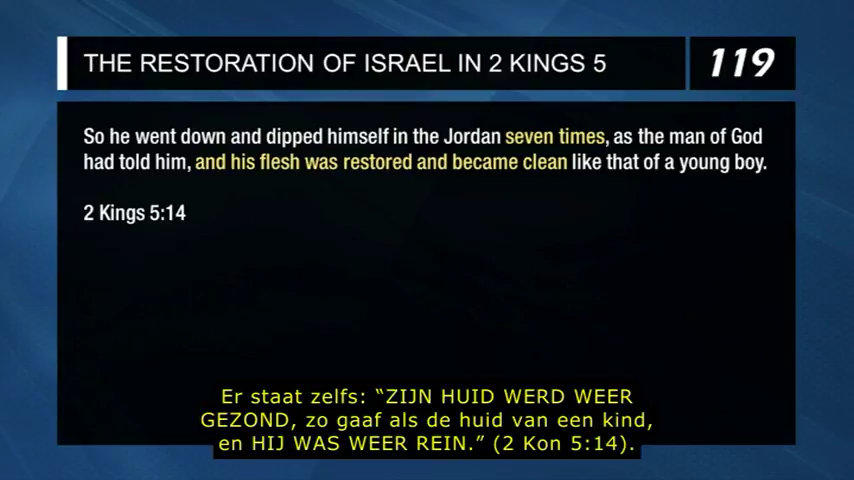 THE RESTORATION OF ISRAEL IN 2 KINGS 5
119
So he went down and dipped himself in the Jordan seven times, as the man of God
had told him, and his flesh was restored and became clean like that of a young boy.
2 Kings 5:14
Er staat zelfs: “ZIJN HUID WERD WEER
GEZOND, zo gaaf als de huid van een kind,
en HIJ WAS WEER REIN.” (2 Kon 5:14).